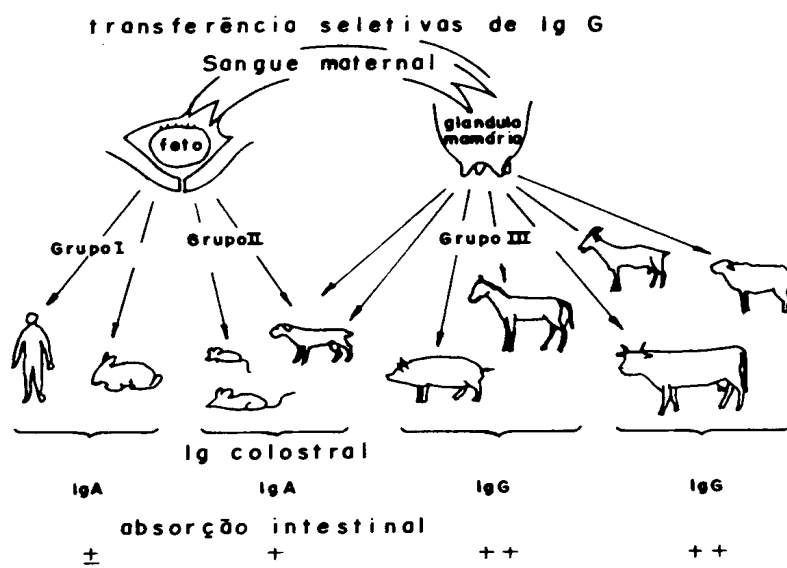 transferência seletivas de Ig G
Sangue maternal
feto
glandula
mamária
Grupo I
Grupo II
Grupo III
Ig colostral
IgA IgA IgG IgG
absorção intestinal
± + ++ ++